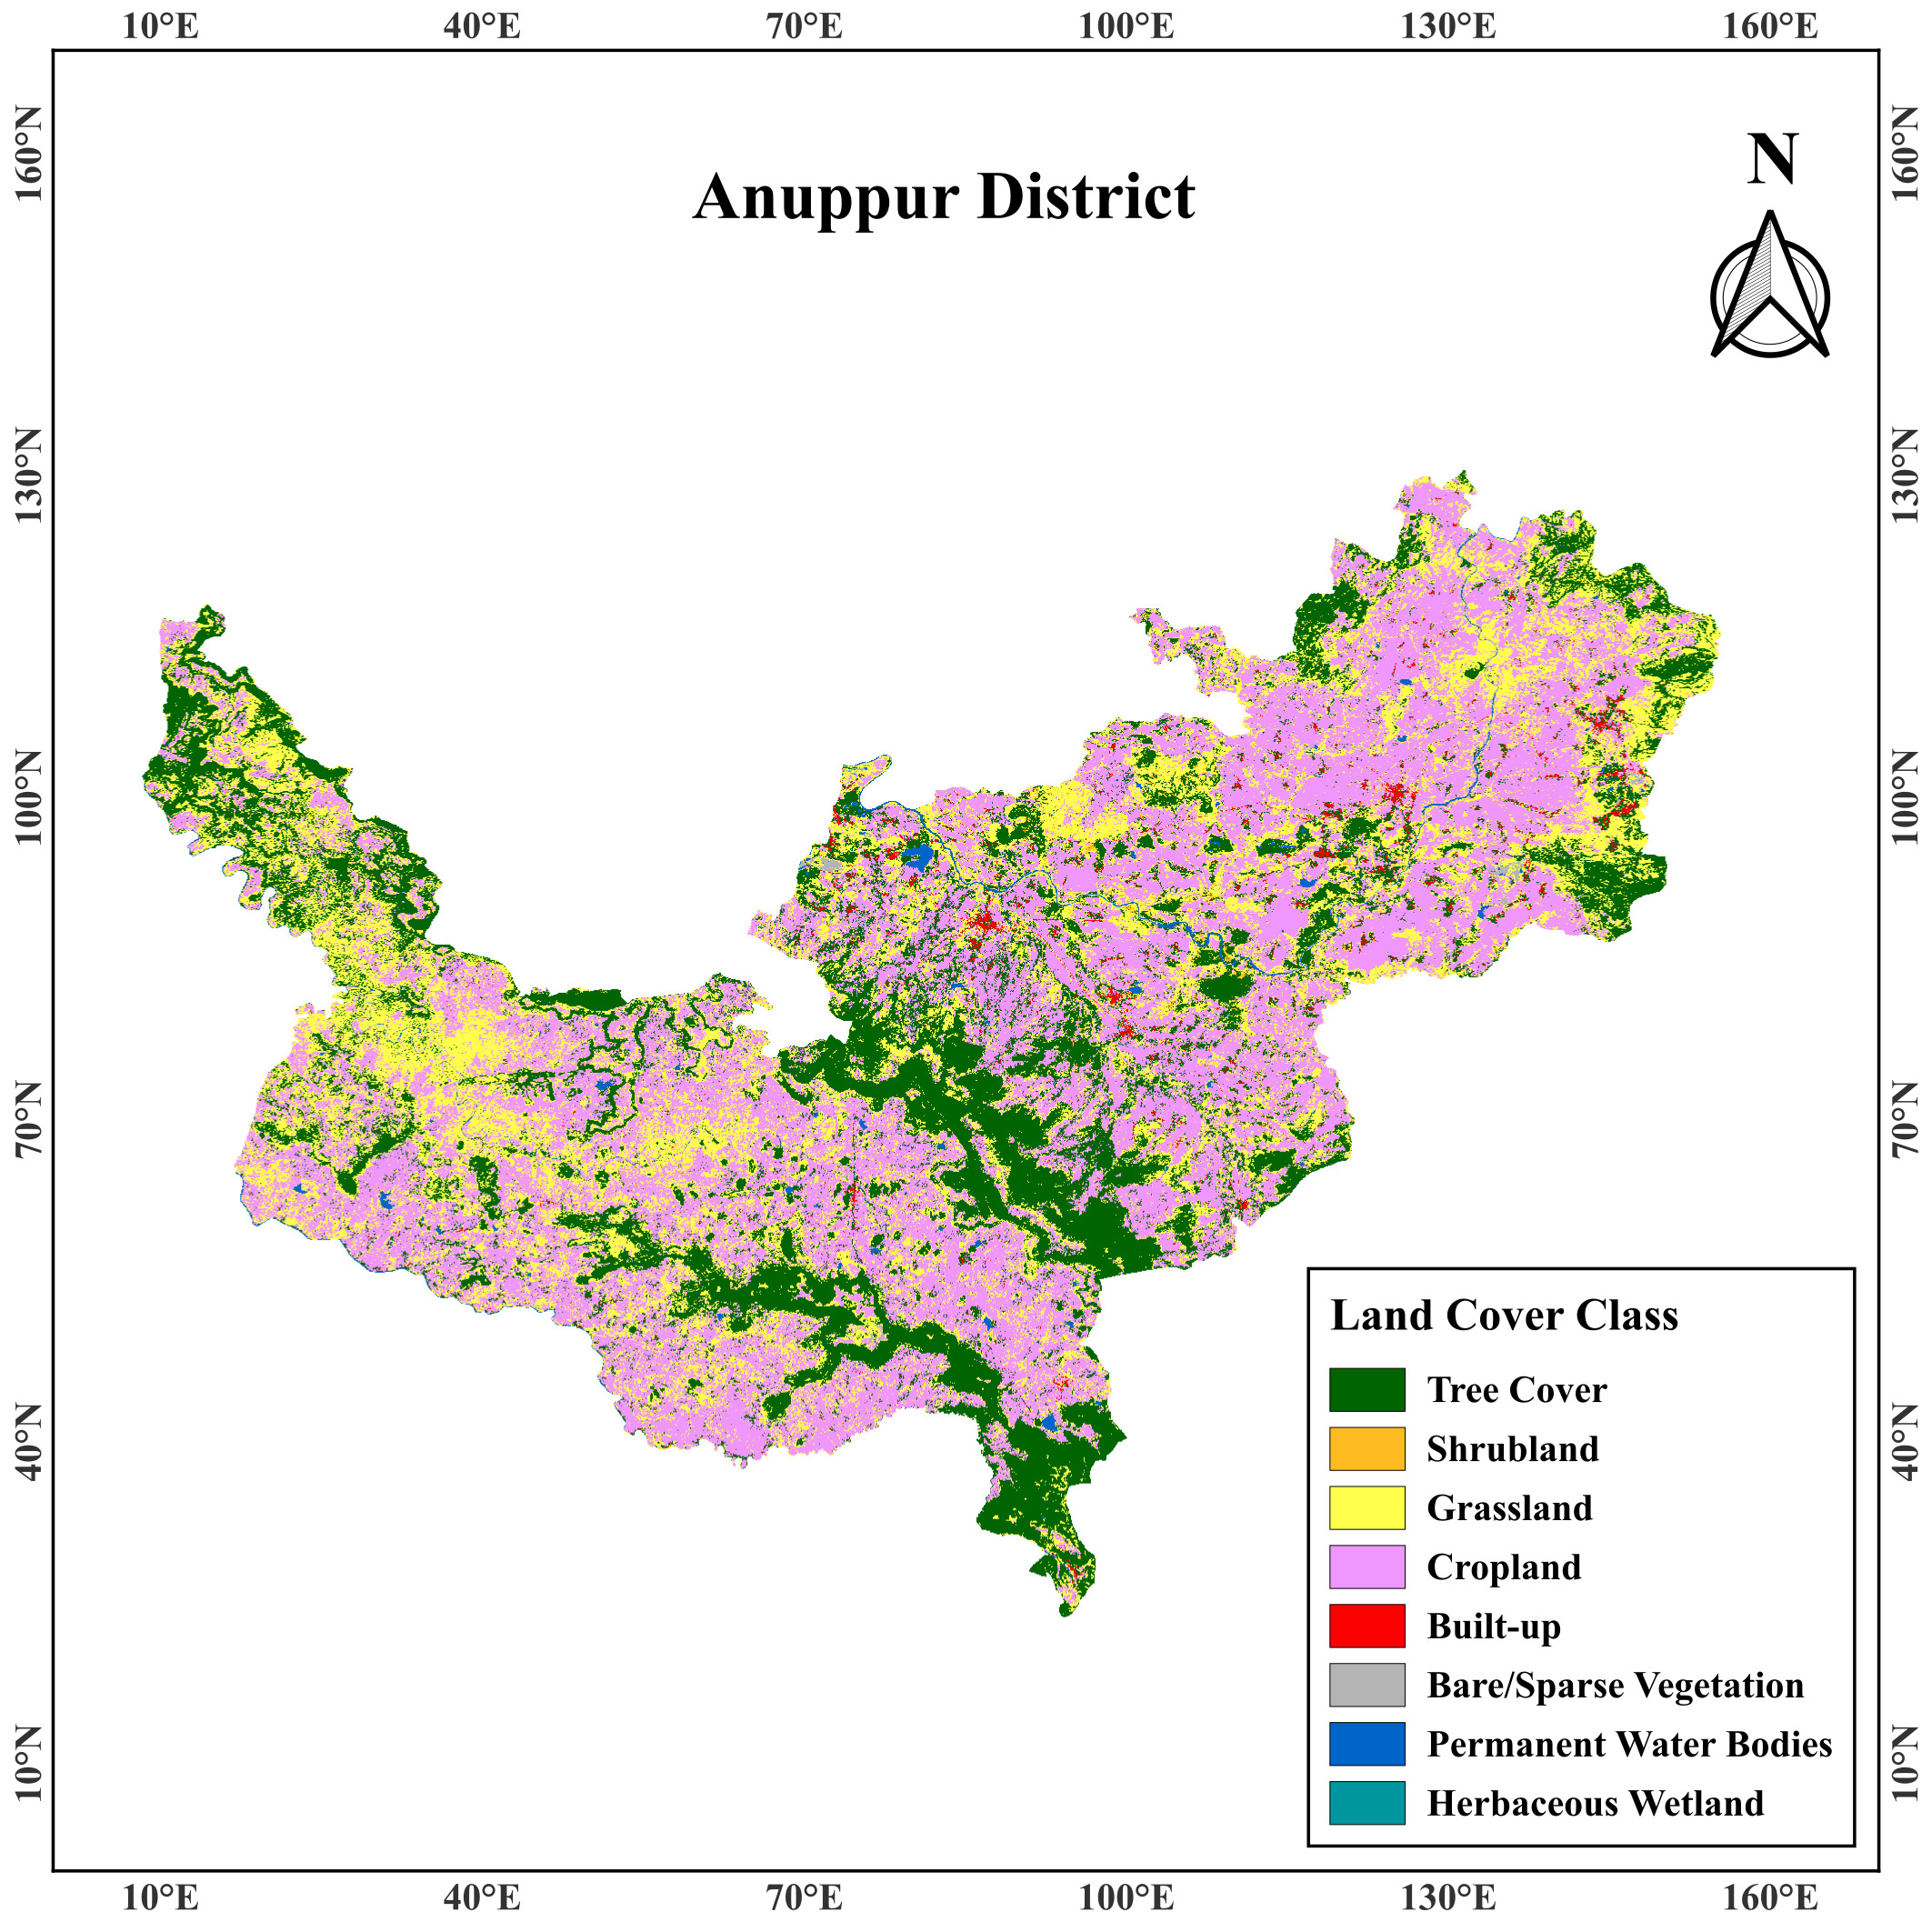 10°E 40°E 70°E 100°E 130°E 160°E
160°N 160°N
N
Anuppur District
130°N 130°N
100°N 100°N
70°N 70°N
Land Cover Class
Tree Cover
40°N 40°N
Shrubland
Grassland
Cropland
Built-up
Bare/Sparse Vegetation
10°N 10°N
Permanent Water Bodies
Herbaceous Wetland
10°E 40°E 70°E 100°E 130°E 160°E